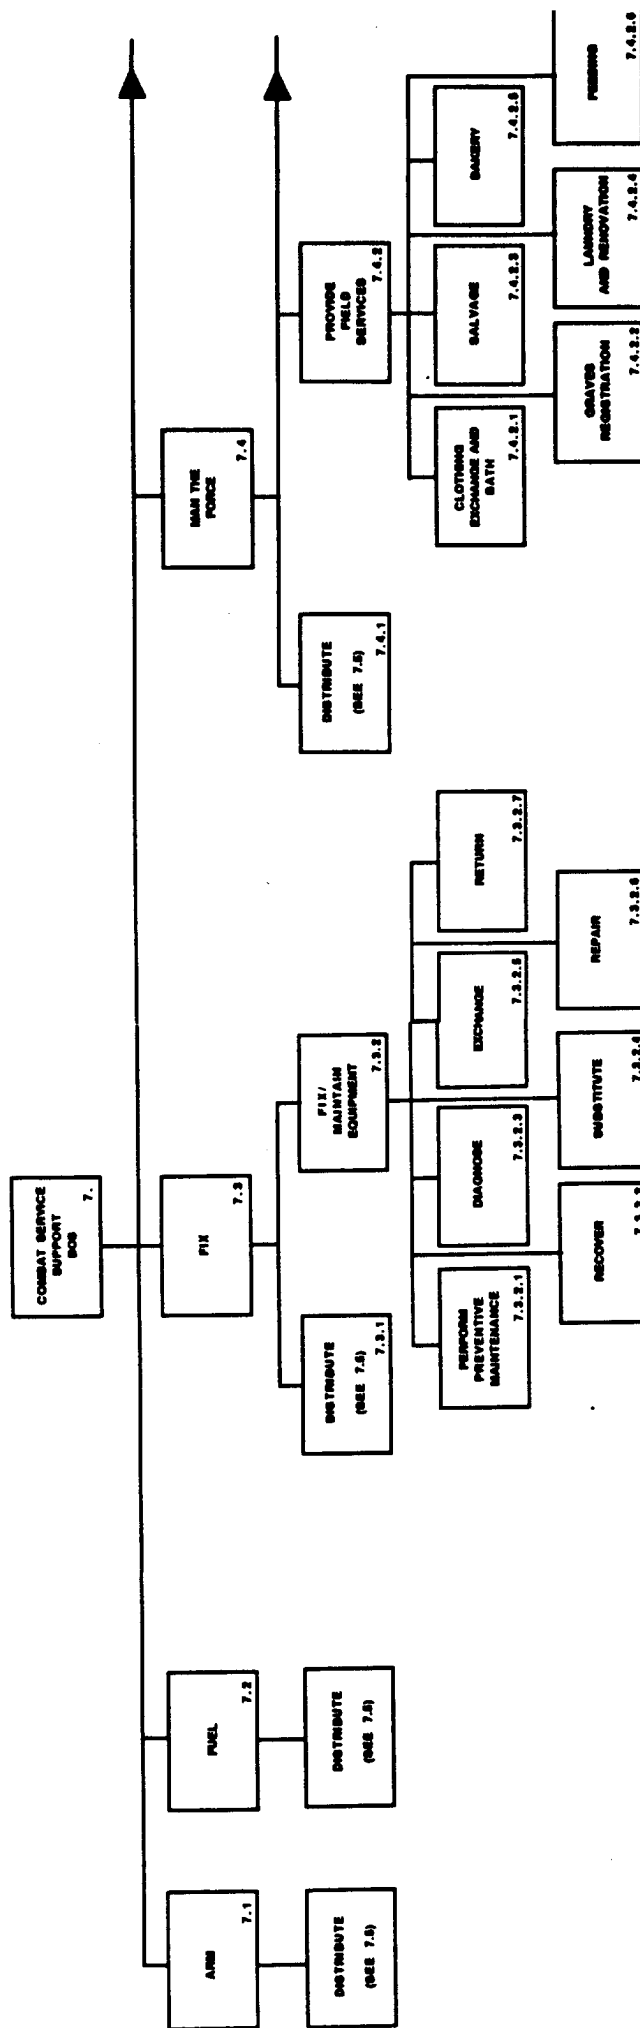 COMBAT SERVICE
SUPPORT
BOS
7.
ARM
7.1
FUEL
7.2
FIX
7.3
MAN THE
FORCE
7.4
DISTRIBUTE
(SEE 7.5)
DISTRIBUTE
(SEE 7.5)
DISTRIBUTE
(SEE 7.5)
7.3.1
FIX/
MAINTAIN
EQUIPMENT
7.3.2
DISTRIBUTE
(SEE 7.5)
7.4.1
PROVIDE
FIELD
SERVICES
7.4.2
PERFORM
PREVENTIVE
MAINTENANCE
7.3.2.1
DIAGNOSE
7.3.2.3
EXCHANGE
7.3.2.5
RETURN
7.3.2.7
CLOTHING
EXCHANGE AND
BATH
7.4.2.1
SALVAGE
7.4.2.3
BAKERY
7.4.2.5
RECOVER
7.3.2.2
SUBSTITUTE
7.3.2.4
REPAIR
7.3.2.6
GRAVES
REGISTRATION
7.4.2.2
LAUNDRY
AND RENOVATION
7.4.2.4
FEEDING
7.4.2.6